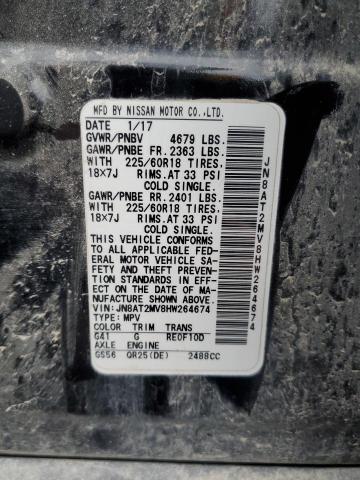 MFD BY NISSAN MOTOR CO.,LTD.
DATE 1/17
GVWR/PNBV 4679 LBS.
GAWR/PNBE FR. 2363 LBS.
WITH 225/60R18 TIRES,
18x7J RIMS.AT 33 PSI
COLD SINGLE.
GAWR/PNBE RR. 2401 LBS.
WITH 225/60R18 TIRES,
18x7J RIMS.AT 33 PSI
COLD SINGLE.
THIS VEHICLE CONFORMS
TO ALL APPLICABLE FED-
ERAL MOTOR VEHICLE SA-
FETY AND THEFT PREVENTION
STANDARDS IN EFF-
ECT ON THE DATE OF MA-
NUFACTURE SHOWN ABOVE.
VIN:JN8AT2MV8HW264674
TYPE: MPV
COLOR TRIM TRANS
G41 G RE0F10D
AXLE ENGINE
GS56 QR25(DE) 2488CC
JN8AT2MV8HW264674